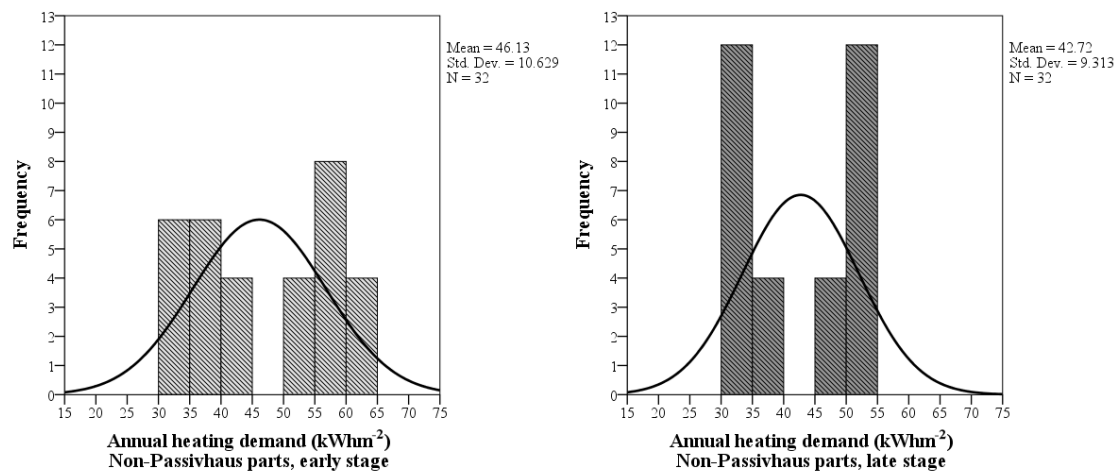 13
12
11
10
9
8
7
6
5
4
3
2
1
0
Frequency
15 20 25 30 35 40 45 50 55 60 65 70 75
Annual heating demand (kWhm-2)
Non-Passivhaus parts, early stage
Mean = 46.13
Std. Dev. = 10.629
N = 32
13
12
11
10
9
8
7
6
5
4
3
2
1
0
Frequency
15 20 25 30 35 40 45 50 55 60 65 70 75
Annual heating demand (kWhm-2)
Non-Passivhaus parts, late stage
Mean = 42.72
Std. Dev. = 9.313
N = 32